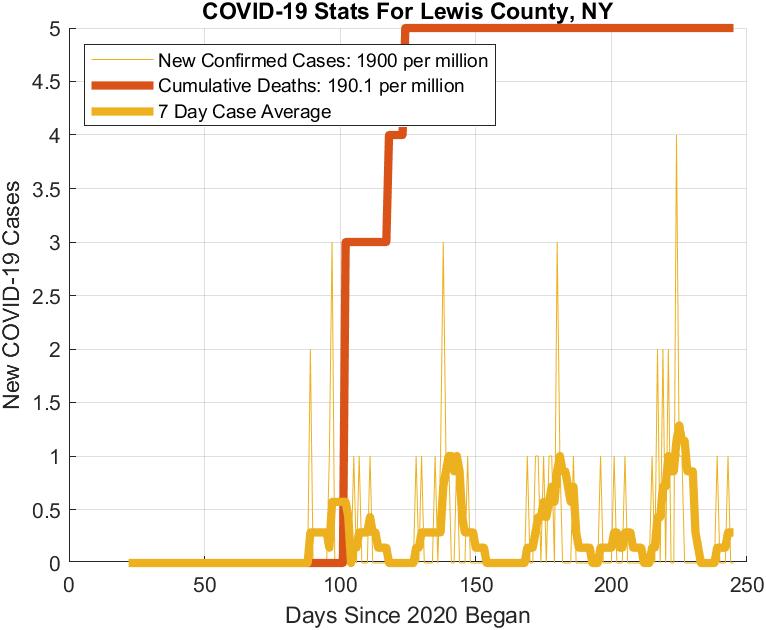 COVID-19 Stats For Lewis County, NY
New Confirmed Cases: 1900 per million
Cumulative Deaths: 190.1 per million
7 Day Case Average
New COVID-19 Cases
5
4.5
4
3.5
3
2.5
2
1.5
1
0.5
0
0 50 100 150 200 250
Days Since 2020 Began